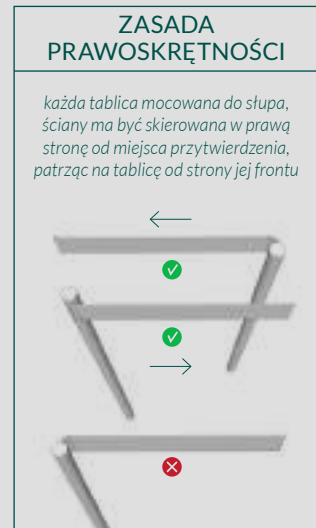 ZASADA
PRAWOSKRĘTNOŚCI
każda tablica mocowana do słupa,
ściany ma być skierowana w prawą
stronę od miejsca przytwierdzenia,
patrząc na tablicę od strony jej frontu